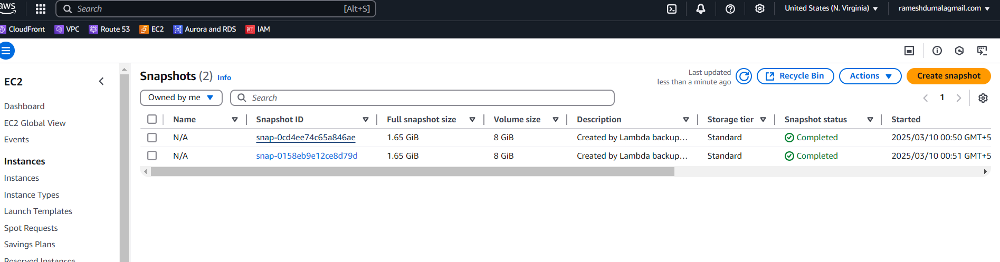 aws Search [Alt+S] United States (N. Virginia) rameshdumalagmail.com
CloudFront VPC Route 53 EC2 Aurora and RDS IAM
EC2
Dashboard
EC2 Global View
Events
Instances
Instances
Instance Types
Launch Templates
Spot Requests
Savings Plans
Reserved Instances
Snapshots (2) Info
Last updated
less than a minute ago
Recycle Bin Actions Create snapshot
Owned by me Search 1
Name Snapshot ID Full snapshot size Volume size Description Storage tier Snapshot status Started
N/A snap-0cd4ee74c65a846ae 1.65 GiB 8 GiB Created by Lambda backup... Standard Completed 2025/03/10 00:50 GMT+5
N/A snap-0158eb9e12ce8d79d 1.65 GiB 8 GiB Created by Lambda backup... Standard Completed 2025/03/10 00:51 GMT+5